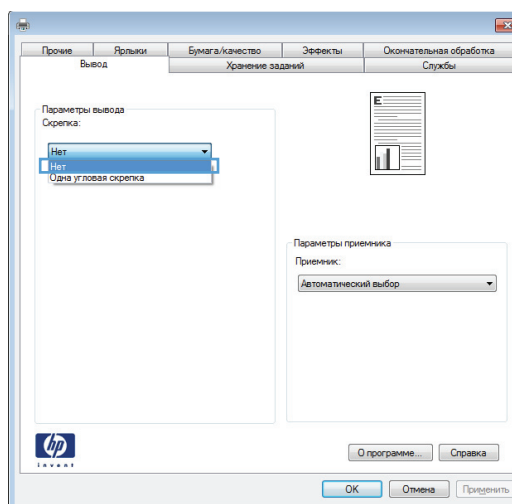 Прочие Ярлыки Бумага/качество Эффекты Окончательная обработка
Вывод Хранение заданий Службы
Параметры вывода
Скрепка:
Нет
Нет
Одна угловая скрепка
E
Параметры приемника
Приемник:
Автоматический выбор
hp
invent
О программе... Справка
OK Отмена Применить